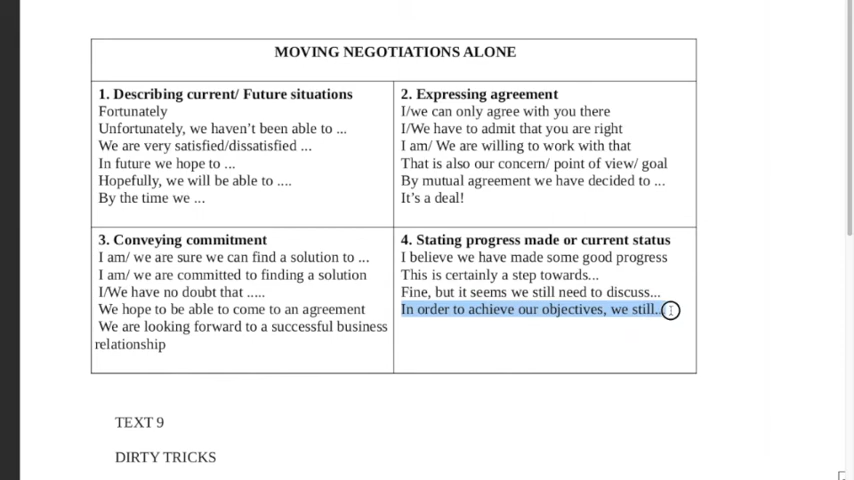 MOVING NEGOTIATIONS ALONE
1. Describing current/ Future situations
Fortunately
Unfortunately, we haven't been able to ...
We are very satisfied/dissatisfied ...
In future we hope to ...
Hopefully, we will be able to ....
By the time we ...
2. Expressing agreement
I/we can only agree with you there
I/We have to admit that you are right
I am/ We are willing to work with that
That is also our concern/ point of view/ goal
By mutual agreement we have decided to ...
It's a deal!
3. Conveying commitment
I am/ we are sure we can find a solution to ...
I am/ we are committed to finding a solution
I/We have no doubt that .....
We hope to be able to come to an agreement
We are looking forward to a successful business
relationship
4. Stating progress made or current status
I believe we have made some good progress
This is certainly a step towards...
Fine, but it seems we still need to discuss...
In order to achieve our objectives, we still...
TEXT 9
DIRTY TRICKS